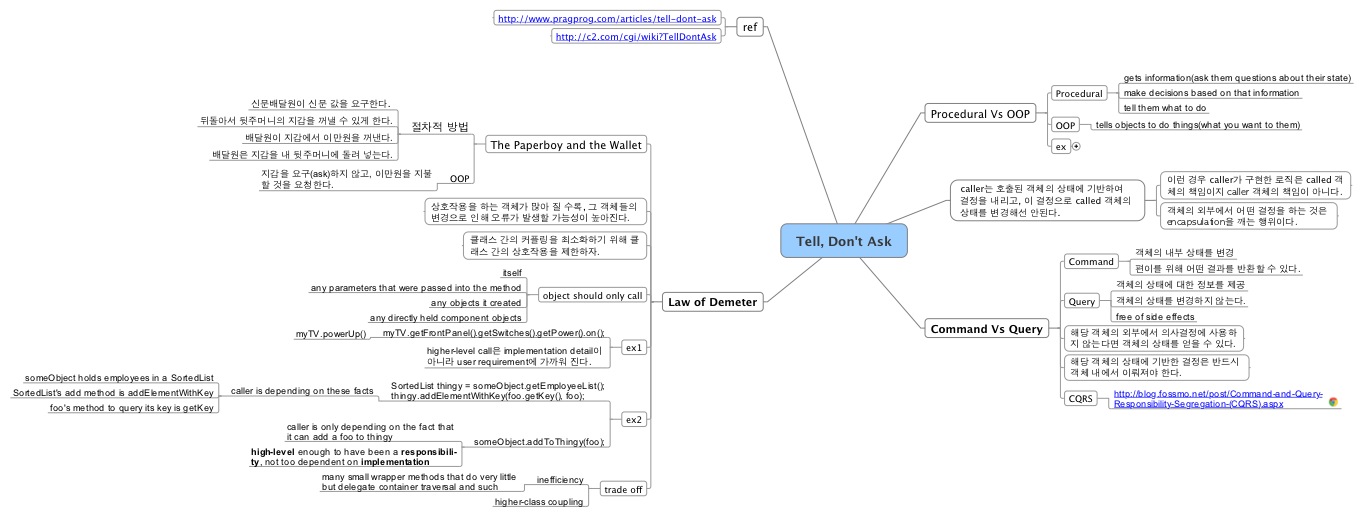 Tell, Don't Ask
ref
http://www.pragprog.com/articles/tell-dont-ask
http://c2.com/cgi/wiki?TellDontAsk
Procedural Vs OOP
Procedural
gets information(ask them questions about their state)
make decisions based on that information
tell them what to do
OOP
tells objects to do things(what you want to them)
ex
caller는 호출된 객체의 상태에 기반하여
결정을 내리고, 이 결정으로 called 객체의
상태를 변경해선 안된다.
이런 경우 caller가 구현한 로직은 called 객
체의 책임이지 caller 객체의 책임이 아니다.
객체의 외부에서 어떤 결정을 하는 것은
encapsulation을 깨는 행위이다.
Command Vs Query
Command
객체의 내부 상태를 변경
편이를 위해 어떤 결과를 반환할 수 있다.
Query
객체의 상태에 대한 정보를 제공
객체의 상태를 변경하지 않는다.
free of side effects
해당 객체의 외부에서 의사결정에 사용하
지 않는다면 객체의 상태를 얻을 수 있다.
해당 객체의 상태에 기반한 결정은 반드시
객체 내에서 이뤄져야 한다.
CQRS
http://blog.fossmo.net/post/Command-and-Query-
Responsibility-Segregation-(CQRS).aspx
Law of Demeter
The Paperboy and the Wallet
절차적 방법
신문배달원이 신문 값을 요구한다.
뒤돌아서 뒷주머니의 지갑을 꺼낼 수 있게 한다.
배달원이 지갑에서 이만원을 꺼낸다.
배달원은 지갑을 내 뒷주머니에 돌려 넣는다.
OOP
지갑을 요구(ask)하지 않고, 이만원을 지불
할 것을 요청한다.
상호작용을 하는 객체가 많아 질 수록, 그 객체들의
변경으로 인해 오류가 발생할 가능성이 높아진다.
클래스 간의 커플링을 최소화하기 위해 클
래스 간의 상호작용을 제한하자.
object should only call
itself
any parameters that were passed into the method
any objects it created
any directly held component objects
ex1
myTV.getFrontPanel().getSwitches().getPower().on();
myTV.powerUp()
higher-level call은 implementation detail이
아니라 user requirement에 가까워 진다.
ex2
SortedList thingy = someObject.getEmployeeList();
thingy.addElementWithKey(foo.getKey(), foo);
caller is depending on these facts
someObject holds employees in a SortedList
SortedList's add method is addElementWithKey
foo's method to query its key is getKey
someObject.addToThingy(foo);
caller is only depending on the fact that
it can add a foo to thingy
high-level enough to have been a responsibili-
ty, not too dependent on implementation
trade off
inefficiency
many small wrapper methods that do very little
but delegate container traversal and such
higher-class coupling